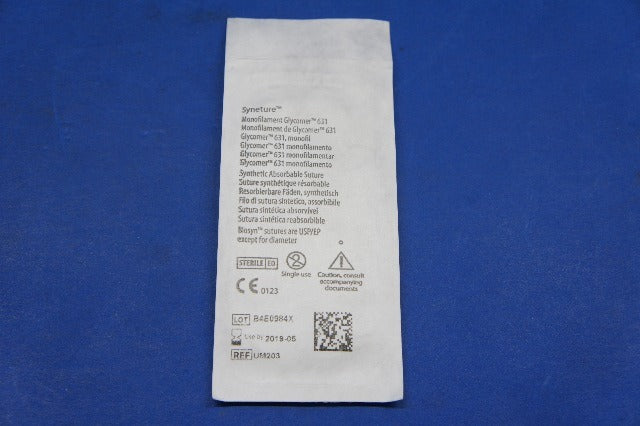 Syneture™
Monofilament Glycomer™ 631
Monofilament de Glycomer™ 631
Glycomer™ 631, monofil
Glycomer™ 631 monofilamento
Glycomer™ 631 monofilamentar
Glycomer™ 631 monofilamento
Synthetic Absorbable Suture
Suture synthétique résorbable
Resorbierbare Fäden, synthetisch
Filo di sutura sintetico, assorbibile
Sutura sintética absorvível
Sutura sintética reabsorbible
Biosyn™ sutures are USP/EP
except for diameter
STERILE EO
2
Single use
Caution, consult
accompanying
documents
CE 0123
LOT B4E0984X
Use by 2019-05
REF UM203